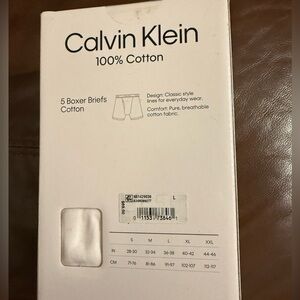 Calvin Klein
100% Cotton
5 Boxer Briefs
Cotton
Design: Classic style
lines for everyday wear.
Comfort: Pure, breathable
cotton fabric.
L
S M L XL XXL
IN 28-30 32-34 36-38 40-42 44-46
CM 71-76 81-86 91-97 102-107 112-117